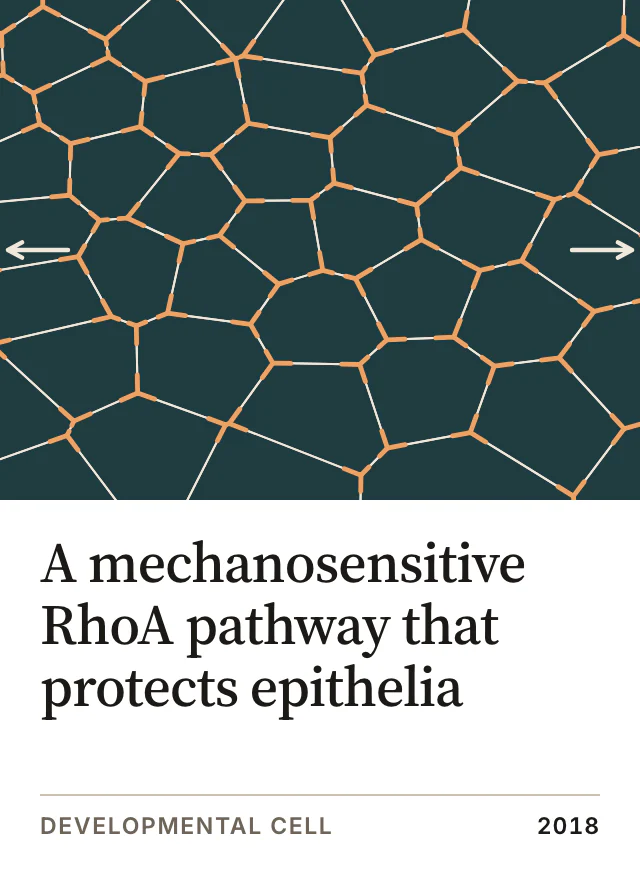 A mechanosensitive
RhoA pathway that
protects epithelia
DEVELOPMENTAL CELL
2018